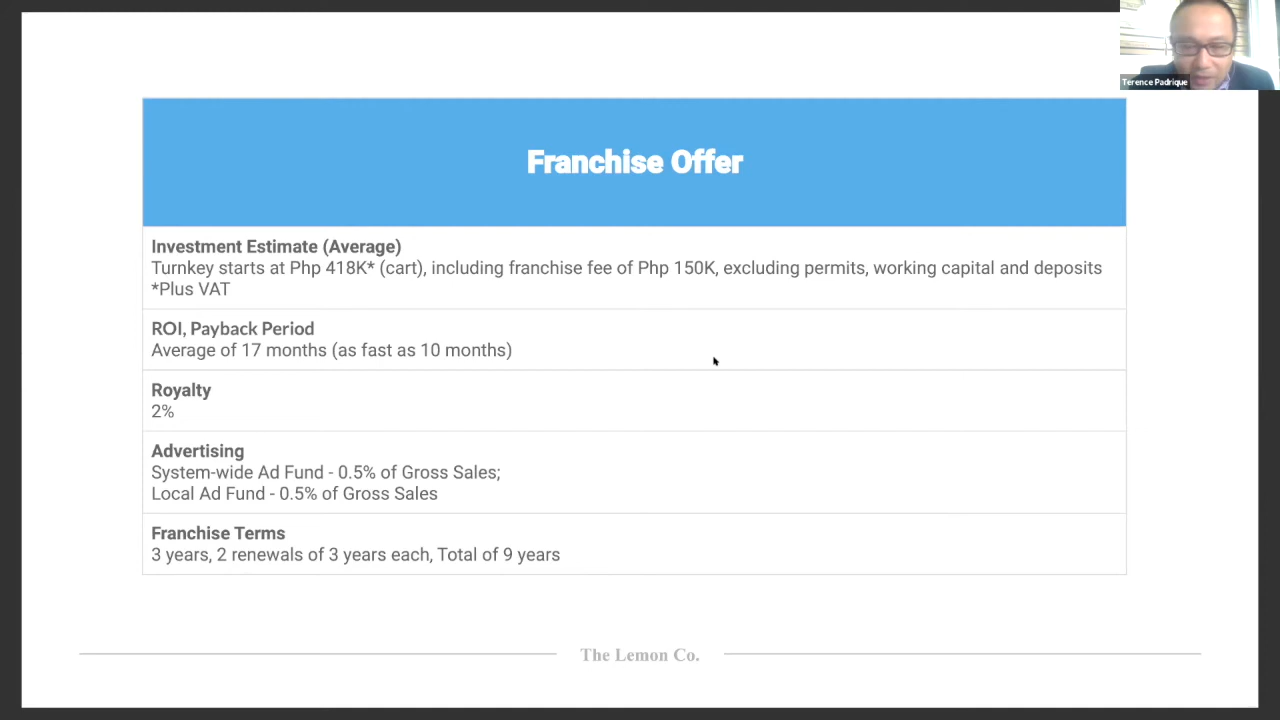 Terence Padrique
Franchise Offer
Investment Estimate (Average)
Turnkey starts at Php 418K* (cart), including franchise fee of Php 150K, excluding permits, working capital and deposits
*Plus VAT
ROI, Payback Period
Average of 17 months (as fast as 10 months)
Royalty
2%
Advertising
System-wide Ad Fund - 0.5% of Gross Sales;
Local Ad Fund - 0.5% of Gross Sales
Franchise Terms
3 years, 2 renewals of 3 years each, Total of 9 years
The Lemon Co.